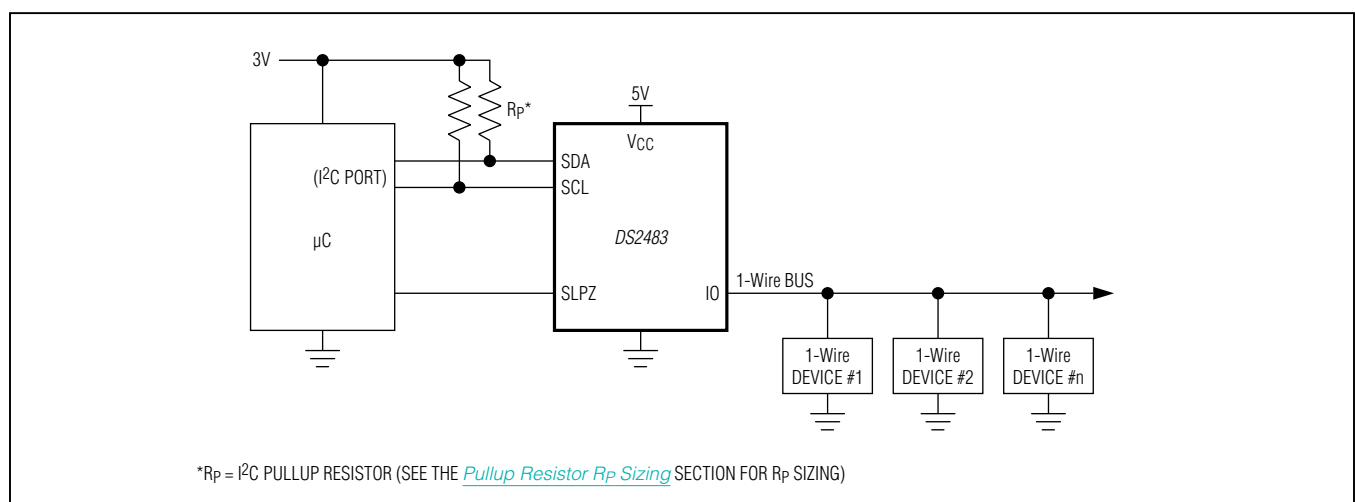 3V
RP*
5V
VCC
SDA
(I²C PORT)
SCL
µC
DS2483
SLPZ
IO
1-Wire BUS
1-Wire
DEVICE #1
1-Wire
DEVICE #2
1-Wire
DEVICE #n
*RP = I²C PULLUP RESISTOR (SEE THE Pullup Resistor RP Sizing SECTION FOR RP SIZING)